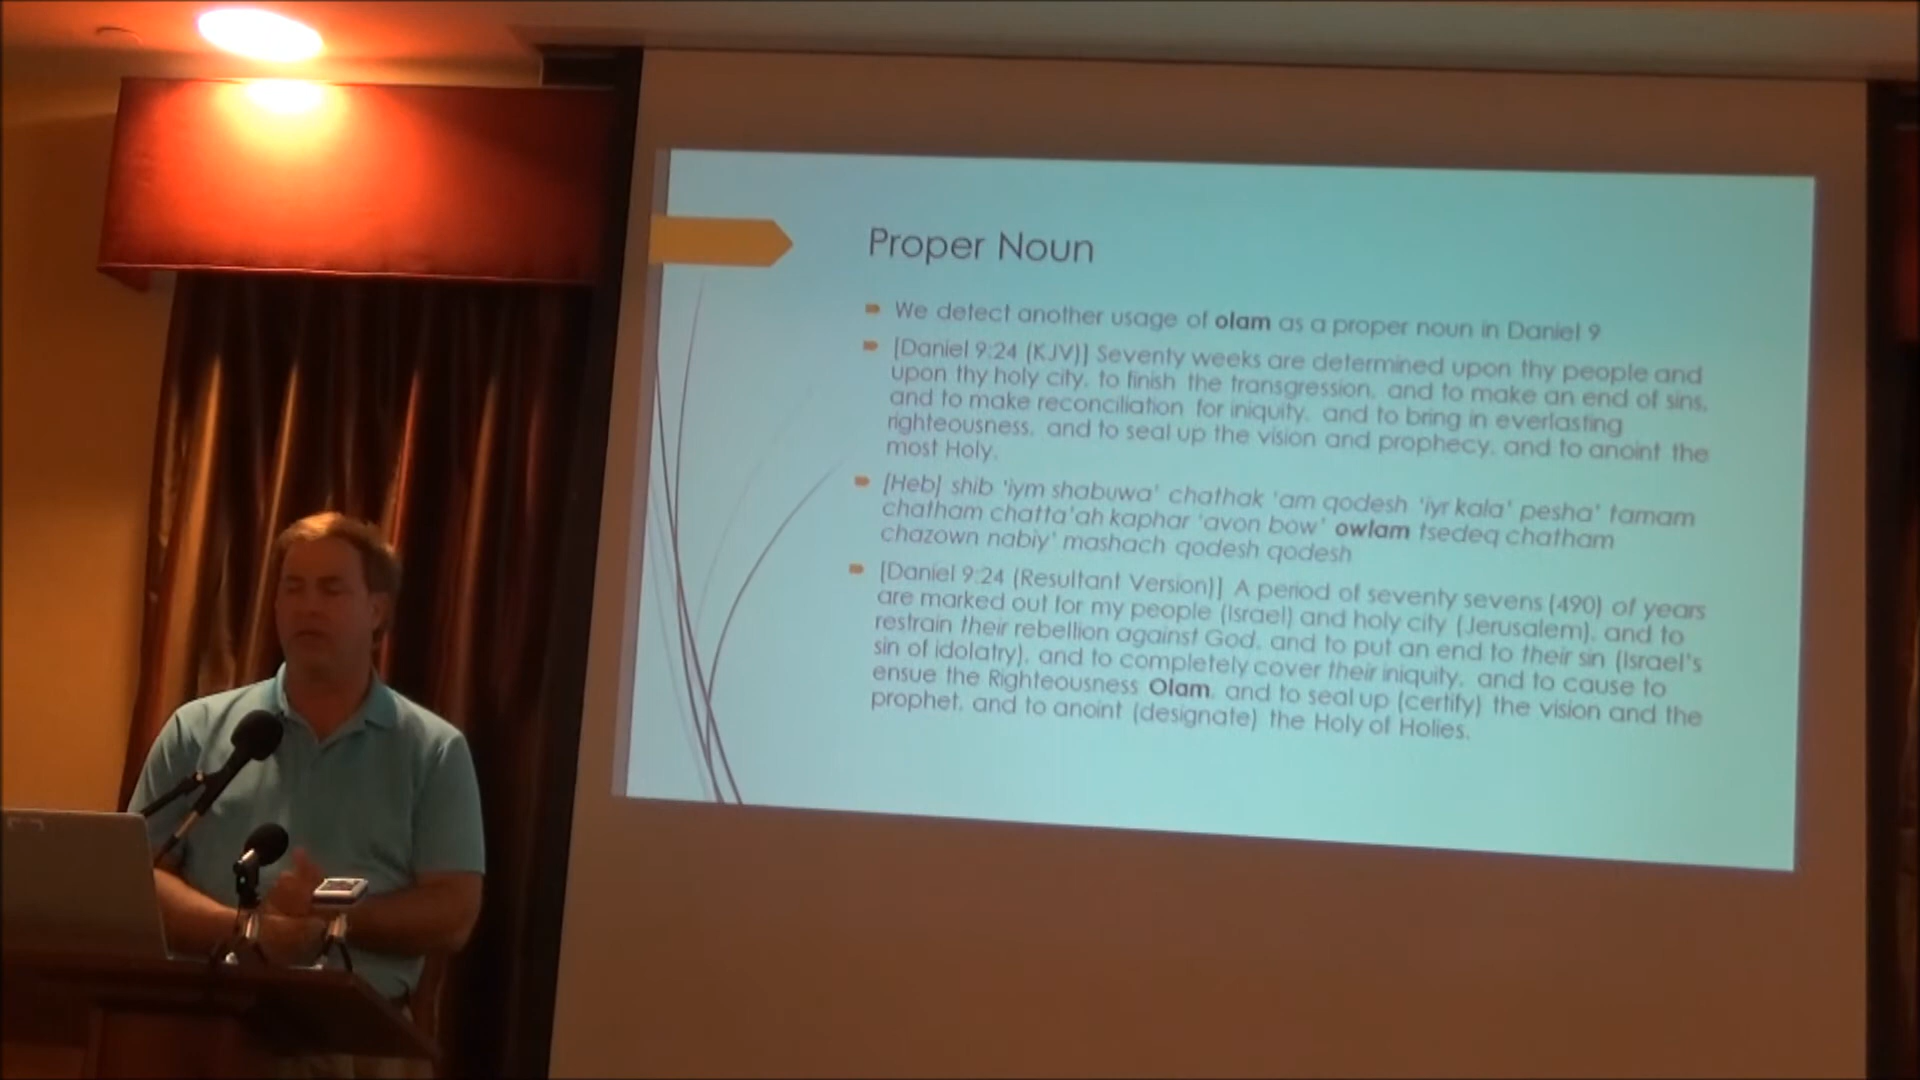 Proper Noun
We detect another usage of olam as a proper noun in Daniel 9
[Daniel 9:24 (KJV)] Seventy weeks are determined upon thy people and
upon thy holy city, to finish the transgression, and to make an end of sins,
and to make reconciliation for iniquity, and to bring in everlasting
righteousness, and to seal up the vision and prophecy, and to anoint the
most Holy.
[Heb] shib 'iym shabuwa' chathak 'am qodesh 'iyr kala' pesha' tamam
chatham chatta'ah kaphar 'avon bow' owlam tsedeq chatham
chazown nabiy' mashach qodesh qodesh
[Daniel 9:24 (Resultant Version)] A period of seventy sevens (490) of years
are marked out for my people (Israel) and holy city (Jerusalem), and to
restrain their rebellion against God, and to put an end to their sin (Israel's
sin of idolatry), and to completely cover their iniquity, and to cause to
ensue the Righteousness Olam, and to seal up (certify) the vision and the
prophet, and to anoint (designate) the Holy of Holies.